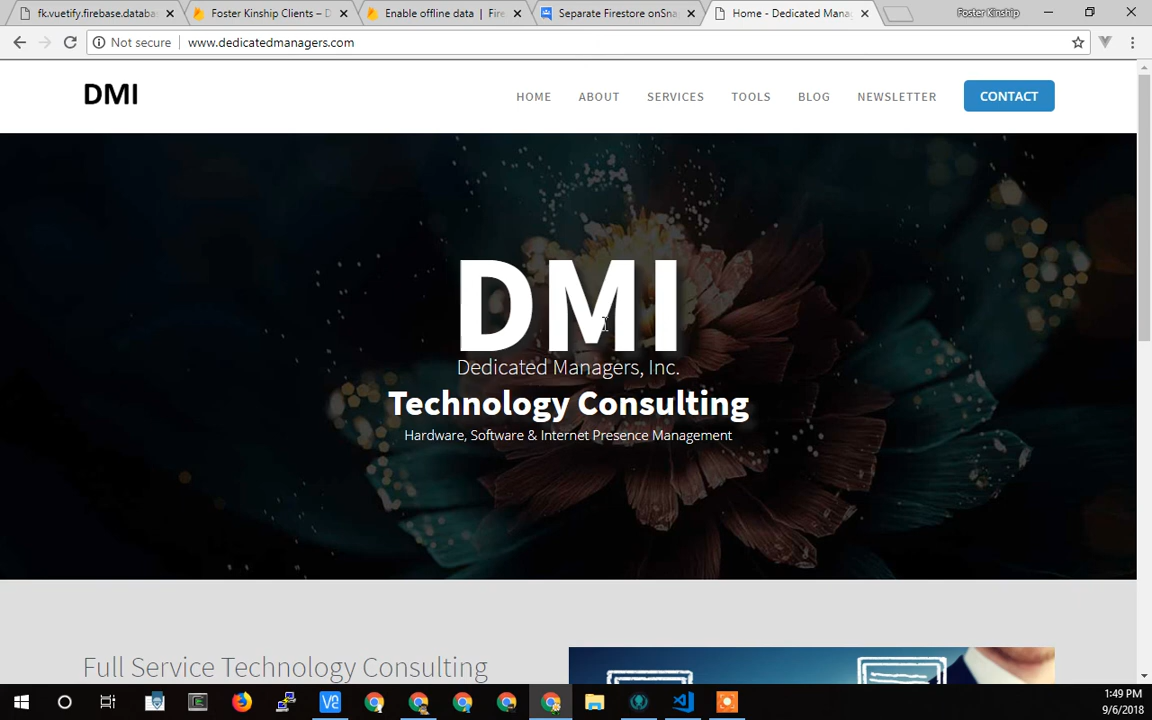 fk.vuetify.firebase.databa
Foster Kinship Clients – D
Enable offline data | Fire
Separate Firestore onSna
Home - Dedicated Mana
Foster Kinship
Not secure
www.dedicatedmanagers.com
DMI
HOME
ABOUT
SERVICES
TOOLS
BLOG
NEWSLETTER
CONTACT
DMI
Dedicated Managers, Inc.
Technology Consulting
Hardware, Software & Internet Presence Management
Full Service Technology Consulting
1:49 PM
9/6/2018